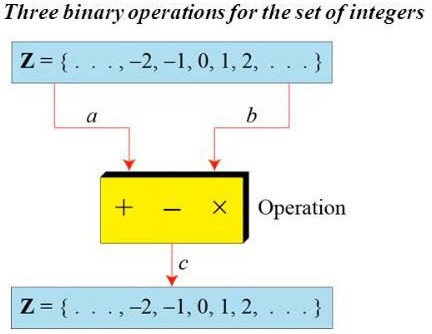 Three binary operations for the set of integers
Z = { . . . , −2, −1, 0, 1, 2, . . . }
a
b
+ − × Operation
c
Z = { . . . , −2, −1, 0, 1, 2, . . . }